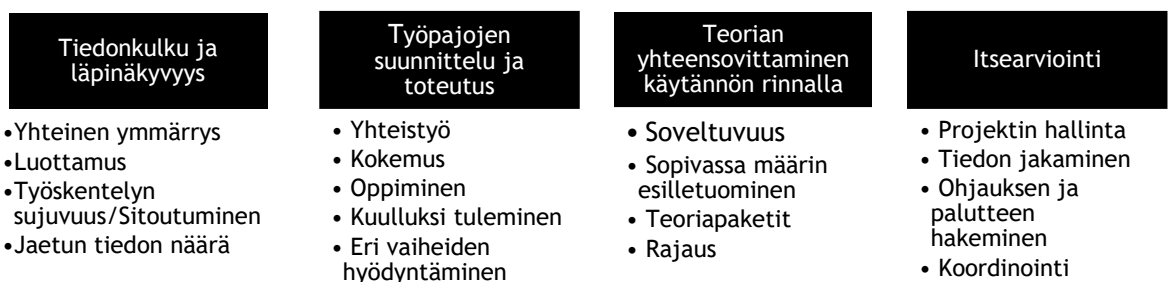 Tiedonkulku ja
läpinäkyvyys
•Yhteinen ymmärrys
•Luottamus
•Työskentelyn
sujuvuus/Sitoutuminen
•Jaetun tiedon näärä
Työpajojen
suunnittelu ja
toteutus
• Yhteistyö
• Kokemus
• Oppiminen
• Kuulluksi tuleminen
• Eri vaiheiden
hyödyntäminen
Teorian
yhteensovittaminen
käytännön rinnalla
• Soveltuvuus
• Sopivassa määrin
esilletuominen
• Teoriapaketit
• Rajaus
Itsearviointi
• Projektin hallinta
• Tiedon jakaminen
• Ohjauksen ja
palutteen
hakeminen
• Koordinointi